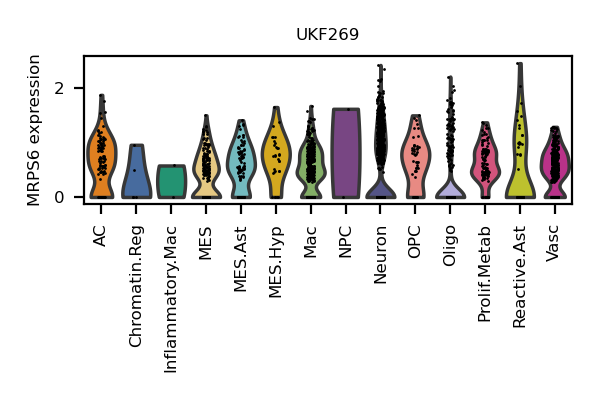 UKF269
MRPS6 expression
2
0
AC
Chromatin.Reg
Inflammatory.Mac
MES
MES.Ast
MES.Hyp
Mac
NPC
Neuron
OPC
Oligo
Prolif.Metab
Reactive.Ast
Vasc